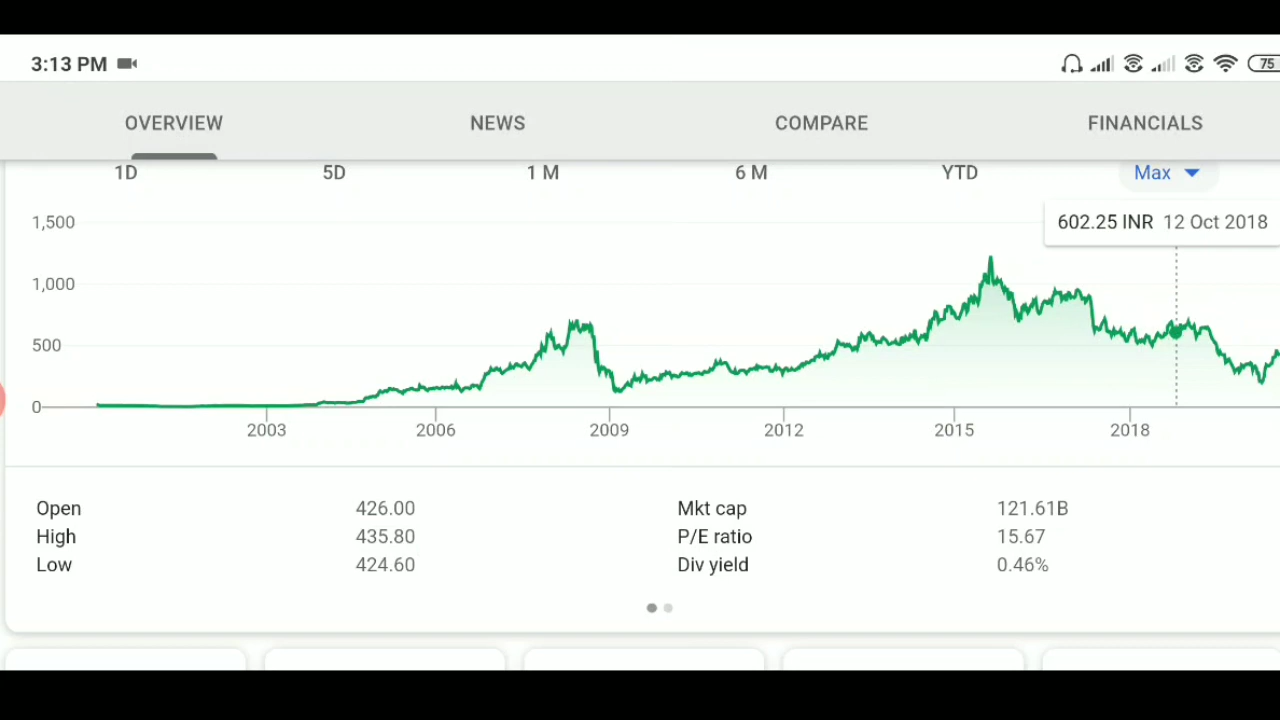 3:13 PM 75
OVERVIEW NEWS COMPARE FINANCIALS
1D 5D 1 M 6 M YTD Max
602.25 INR 12 Oct 2018
1,500
1,000
500
0
2003 2006 2009 2012 2015 2018
Open 426.00 Mkt cap 121.61B
High 435.80 P/E ratio 15.67
Low 424.60 Div yield 0.46%